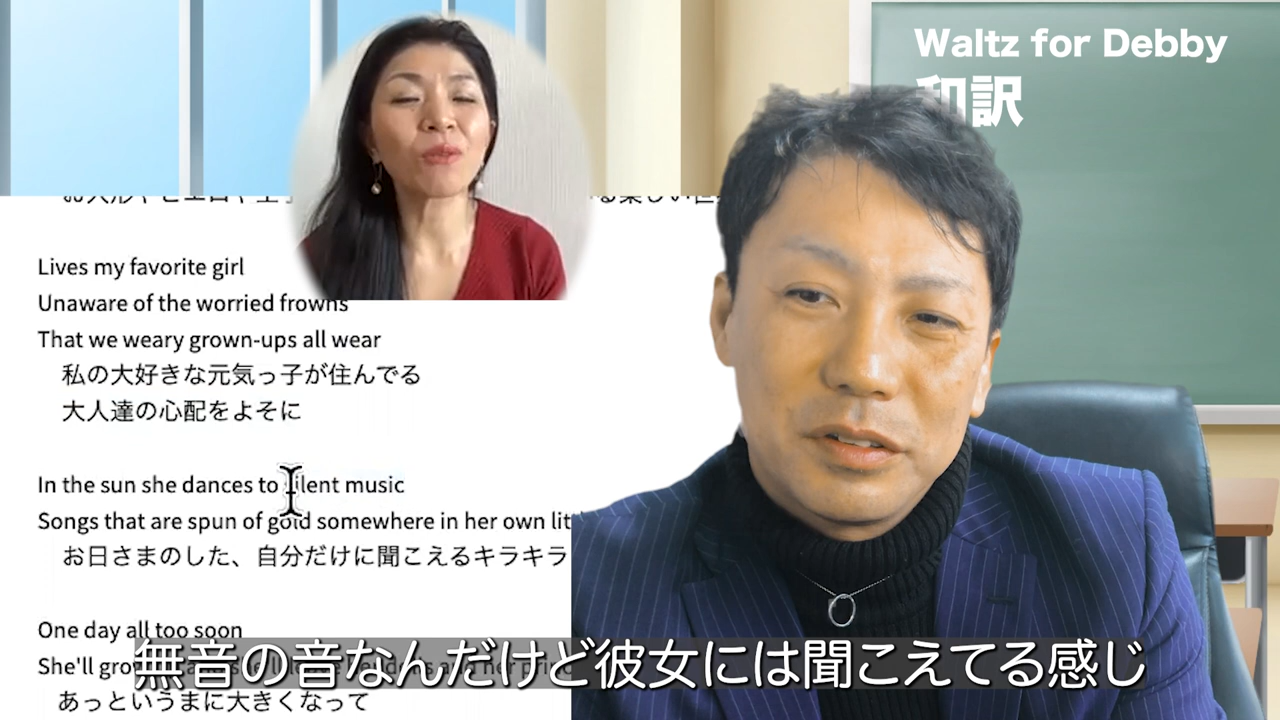 Waltz for Debby
和訳
Lives my favorite girl
Unaware of the worried frowns
That we weary grown-ups all wear
私の大好きな元気っ子が住んでる
大人達の心配をよそに
In the sun she dances to silent music
Songs that are spun of gold somewhere in her own
お日さまのした、自分だけに聞こえるキラキラ
One day all too soon
She'll
あっというまに大きくなって
無音の音なんだけど彼女には聞こえてる感じ